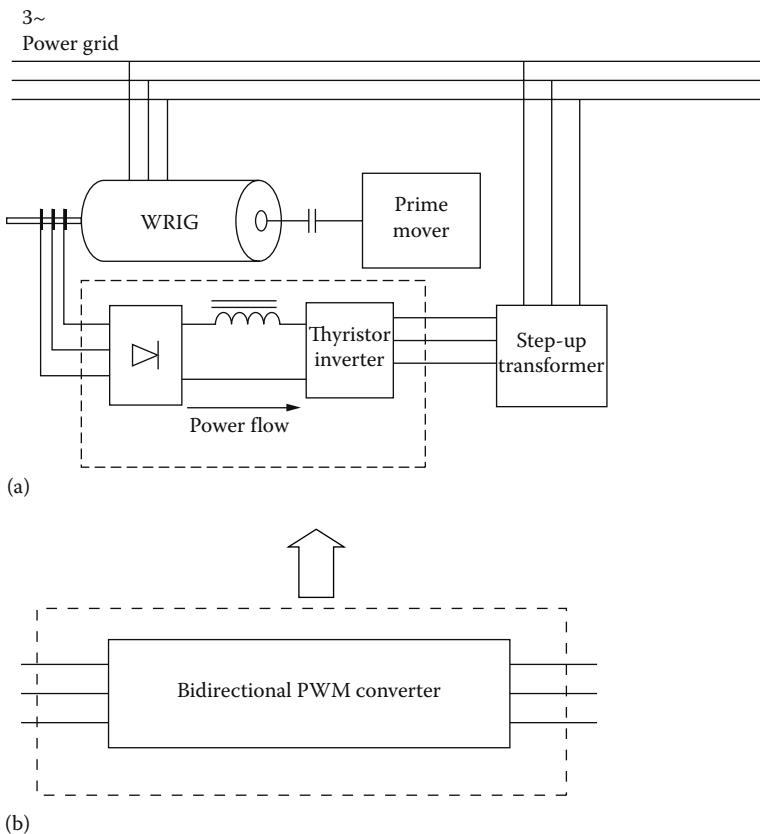 3~
Power grid
WRIG
Prime
mover
Thyristor
inverter
Step-up
transformer
Power flow
(a)
Bidirectional PWM converter
(b)